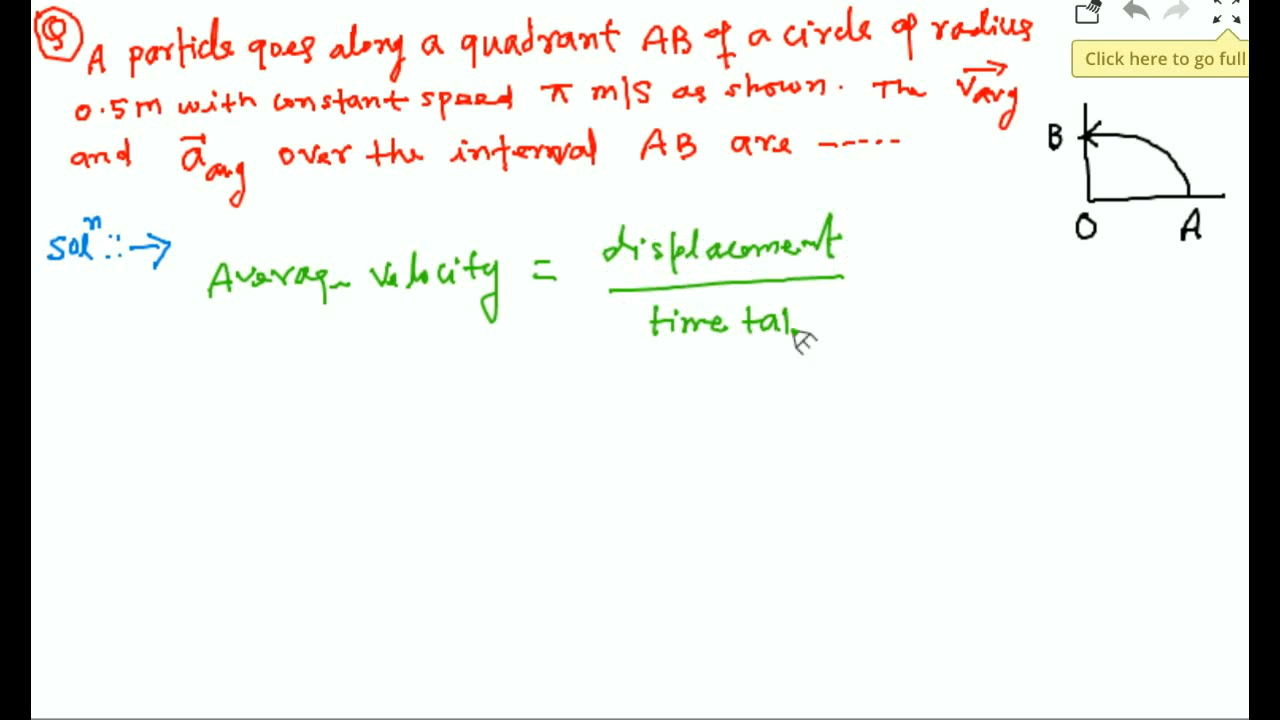 Q A particle goes along a quadrant AB of a circle of radius
0.5m with constant speed π m/s as shown. The v⃗avg
and a⃗avg over the interval AB are -----
Click here to go full
B
O A
Solⁿ ::→
Average velocity = displacement
time tak